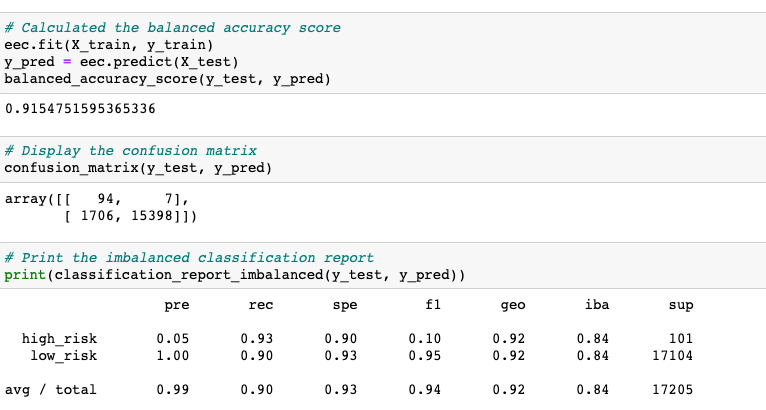 # Calculated the balanced accuracy score
eec.fit(X_train, y_train)
y_pred = eec.predict(X_test)
balanced_accuracy_score(y_test, y_pred)
0.9154751595365336
# Display the confusion matrix
confusion_matrix(y_test, y_pred)
array([[   94,     7],
       [ 1706, 15398]])
# Print the imbalanced classification report
print(classification_report_imbalanced(y_test, y_pred))
pre rec spe f1 geo iba sup
high_risk 0.05 0.93 0.90 0.10 0.92 0.84 101
low_risk 1.00 0.90 0.93 0.95 0.92 0.84 17104
avg / total 0.99 0.90 0.93 0.94 0.92 0.84 17205